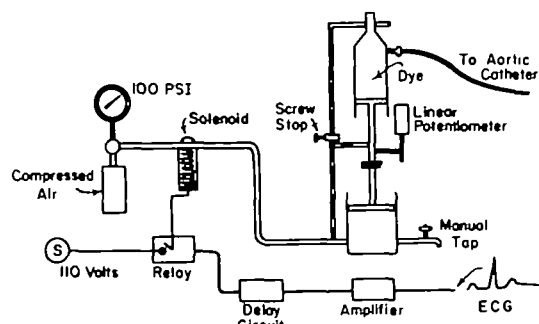 100 PSI
Solenoid
Compressed
Air
Dye
To Aortic
Catheter
Screw
Stop
Linear
Potentiometer
Manual
Tap
S
110 Volts
Relay
Delay
Circuit
Amplifier
ECG